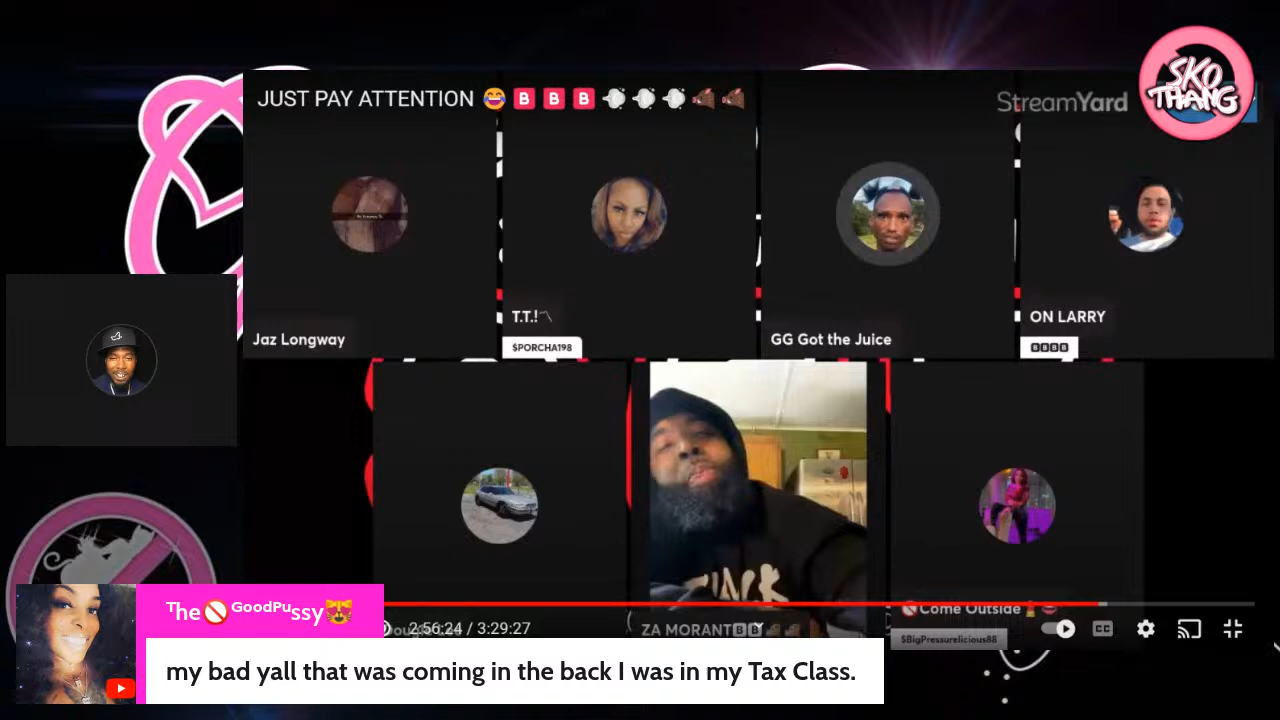 JUST PAY ATTENTION 😂 🅱️ 🅱️ 🅱️ 💨 💨 💨 🐗 🐗
StreamYard
SKO
THANG
Jaz Longway
T.T.!
$PORCHA198
GG Got the Juice
ON LARRY
🅱🅱🅱🅱
2:56:24 / 3:29:27
ZA MORANT🅱🅱
🚫Come Outside
$BigPressurelicious88
CC
ᵀhe🚫ᴳᵒᵒᵈᴾᵘssy😻
my bad yall that was coming in the back I was in my Tax Class.